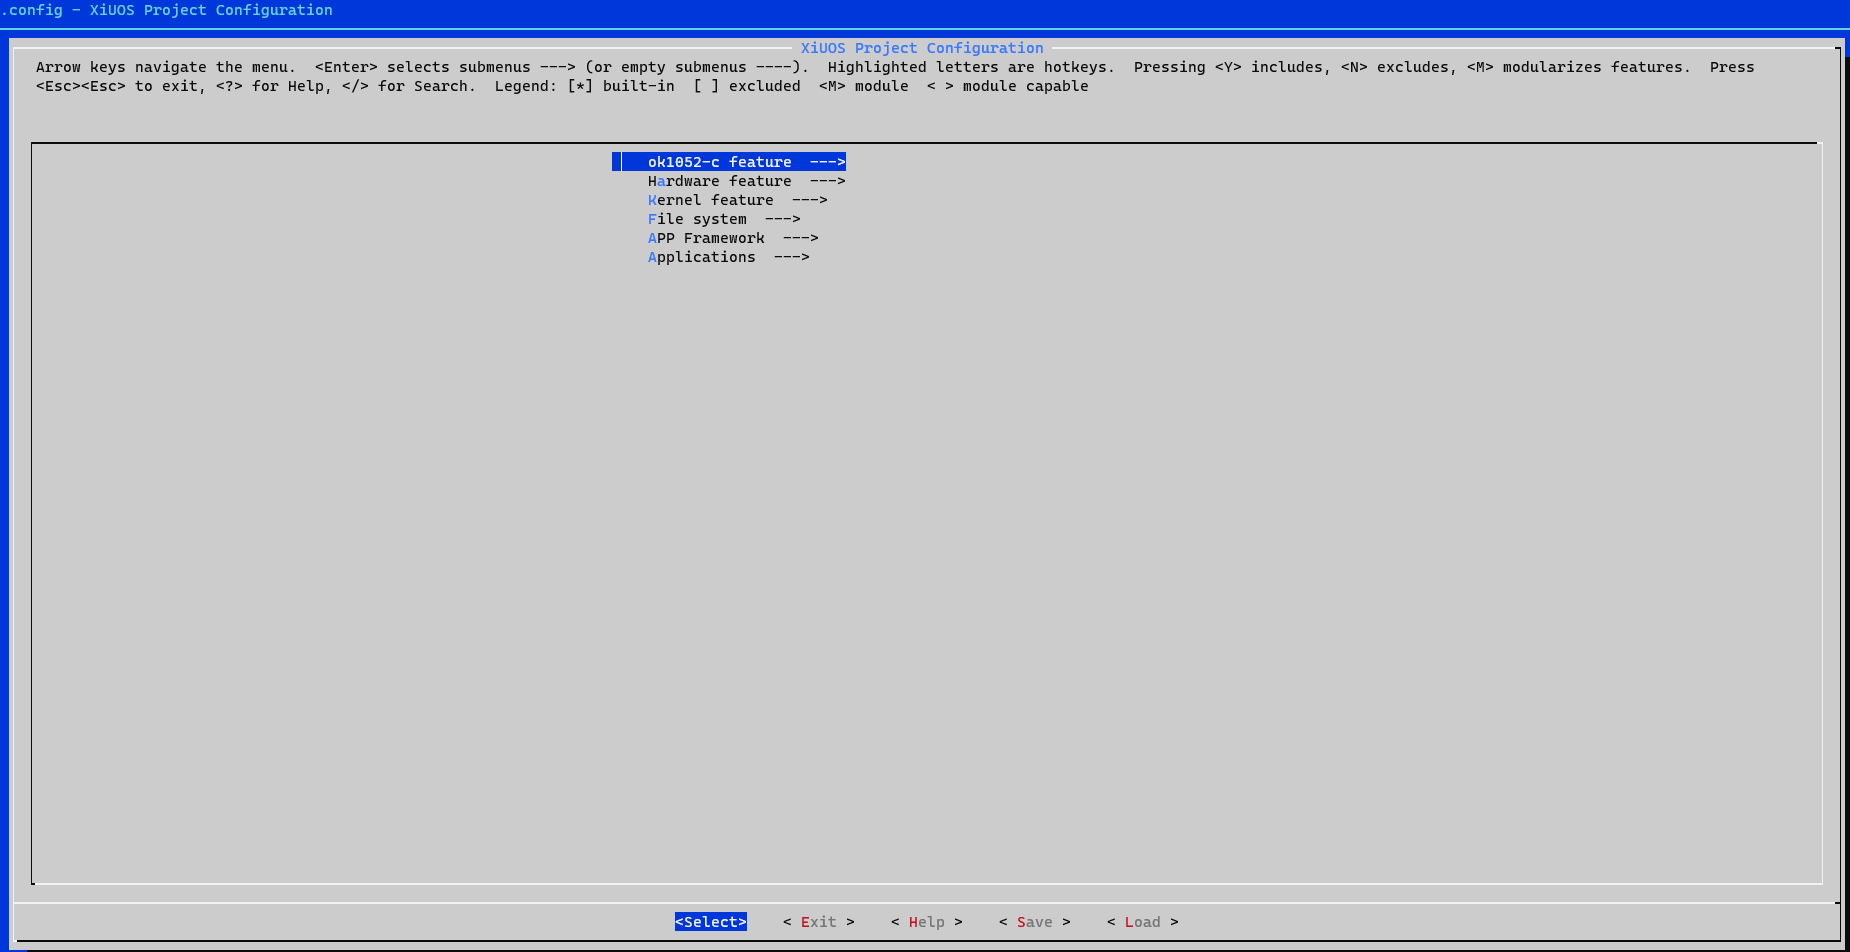 .config - XiUOS Project Configuration
XiUOS Project Configuration
Arrow keys navigate the menu.  <Enter> selects submenus ---> (or empty submenus ----).  Highlighted letters are hotkeys.  Pressing <Y> includes, <N> excludes, <M> modularizes features.  Press
<Esc><Esc> to exit, <?> for Help, </> for Search.  Legend: [*] built-in  [ ] excluded  <M> module  < > module capable
ok1052-c feature  --->
Hardware feature  --->
Kernel feature  --->
File system  --->
APP Framework  --->
Applications  --->
<Select>    < Exit >    < Help >    < Save >    < Load >